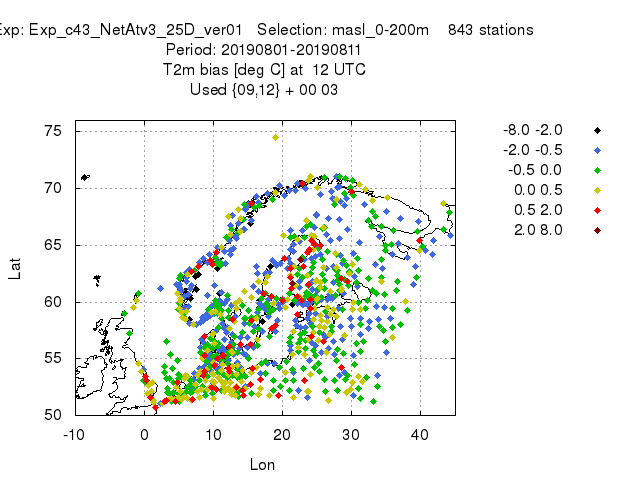 Exp: Exp_c43_NetAtv3_25D_ver01 Selection: masl_0-200m 843 stations
Period: 20190801-20190811
T2m bias [deg C] at 12 UTC
Used {09,12} + 00 03
-8.0 -2.0
-2.0 -0.5
-0.5 0.0
0.0 0.5
0.5 2.0
2.0 8.0
75
70
65
60
55
50
Lat
-10 0 10 20 30 40
Lon